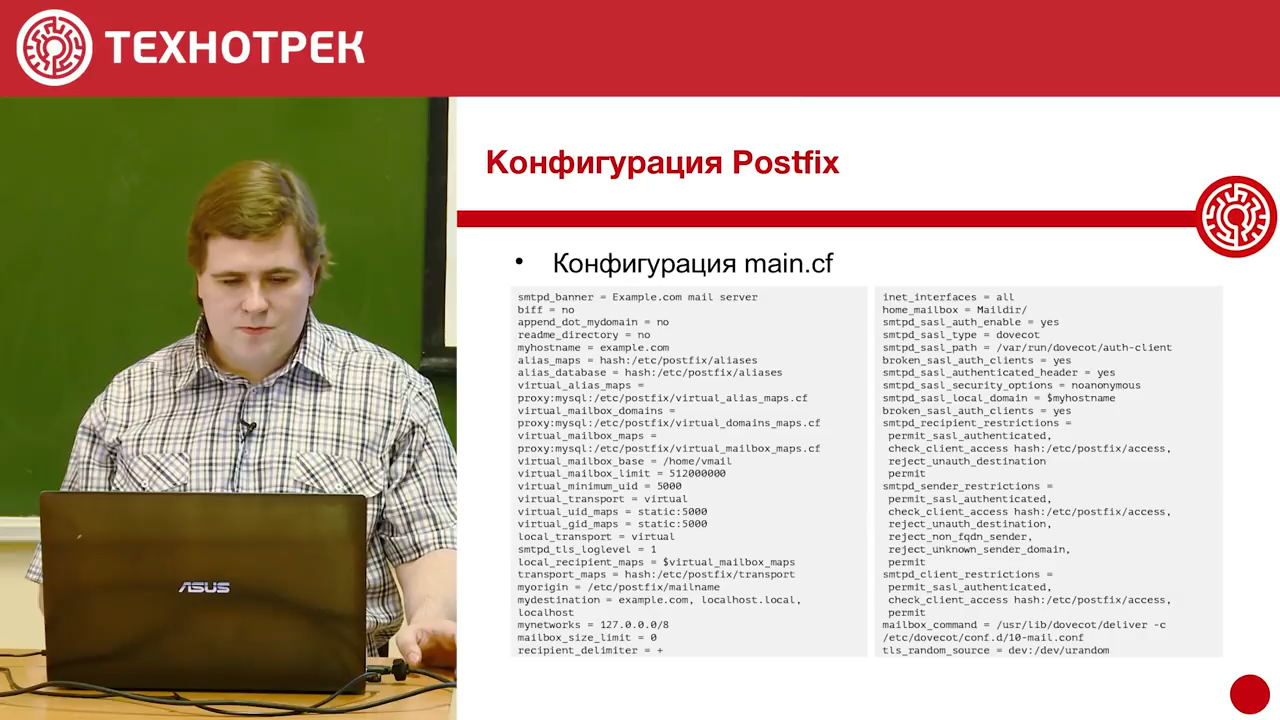 ТЕХНОТРЕК
Конфигурация Postfix
• Конфигурация main.cf
smtpd_banner = Example.com mail server
biff = no
append_dot_mydomain = no
readme_directory = no
myhostname = example.com
alias_maps = hash:/etc/postfix/aliases
alias_database = hash:/etc/postfix/aliases
virtual_alias_maps =
proxy:mysql:/etc/postfix/virtual_alias_maps.cf
virtual_mailbox_domains =
proxy:mysql:/etc/postfix/virtual_domains_maps.cf
virtual_mailbox_maps =
proxy:mysql:/etc/postfix/virtual_mailbox_maps.cf
virtual_mailbox_base = /home/vmail
virtual_mailbox_limit = 512000000
virtual_minimum_uid = 5000
virtual_transport = virtual
virtual_uid_maps = static:5000
virtual_gid_maps = static:5000
local_transport = virtual
smtpd_tls_loglevel = 1
local_recipient_maps = $virtual_mailbox_maps
transport_maps = hash:/etc/postfix/transport
myorigin = /etc/postfix/mailname
mydestination = example.com, localhost.local,
localhost
mynetworks = 127.0.0.0/8
mailbox_size_limit = 0
recipient_delimiter = +
inet_interfaces = all
home_mailbox = Maildir/
smtpd_sasl_auth_enable = yes
smtpd_sasl_type = dovecot
smtpd_sasl_path = /var/run/dovecot/auth-client
broken_sasl_auth_clients = yes
smtpd_sasl_authenticated_header = yes
smtpd_sasl_security_options = noanonymous
smtpd_sasl_local_domain = $myhostname
broken_sasl_auth_clients = yes
smtpd_recipient_restrictions =
permit_sasl_authenticated,
check_client_access hash:/etc/postfix/access,
reject_unauth_destination
permit
smtpd_sender_restrictions =
permit_sasl_authenticated,
check_client_access hash:/etc/postfix/access,
reject_unauth_destination,
reject_non_fqdn_sender,
reject_unknown_sender_domain,
permit
smtpd_client_restrictions =
permit_sasl_authenticated,
check_client_access hash:/etc/postfix/access,
permit
mailbox_command = /usr/lib/dovecot/deliver -c
/etc/dovecot/conf.d/10-mail.conf
tls_random_source = dev:/dev/urandom
ASUS